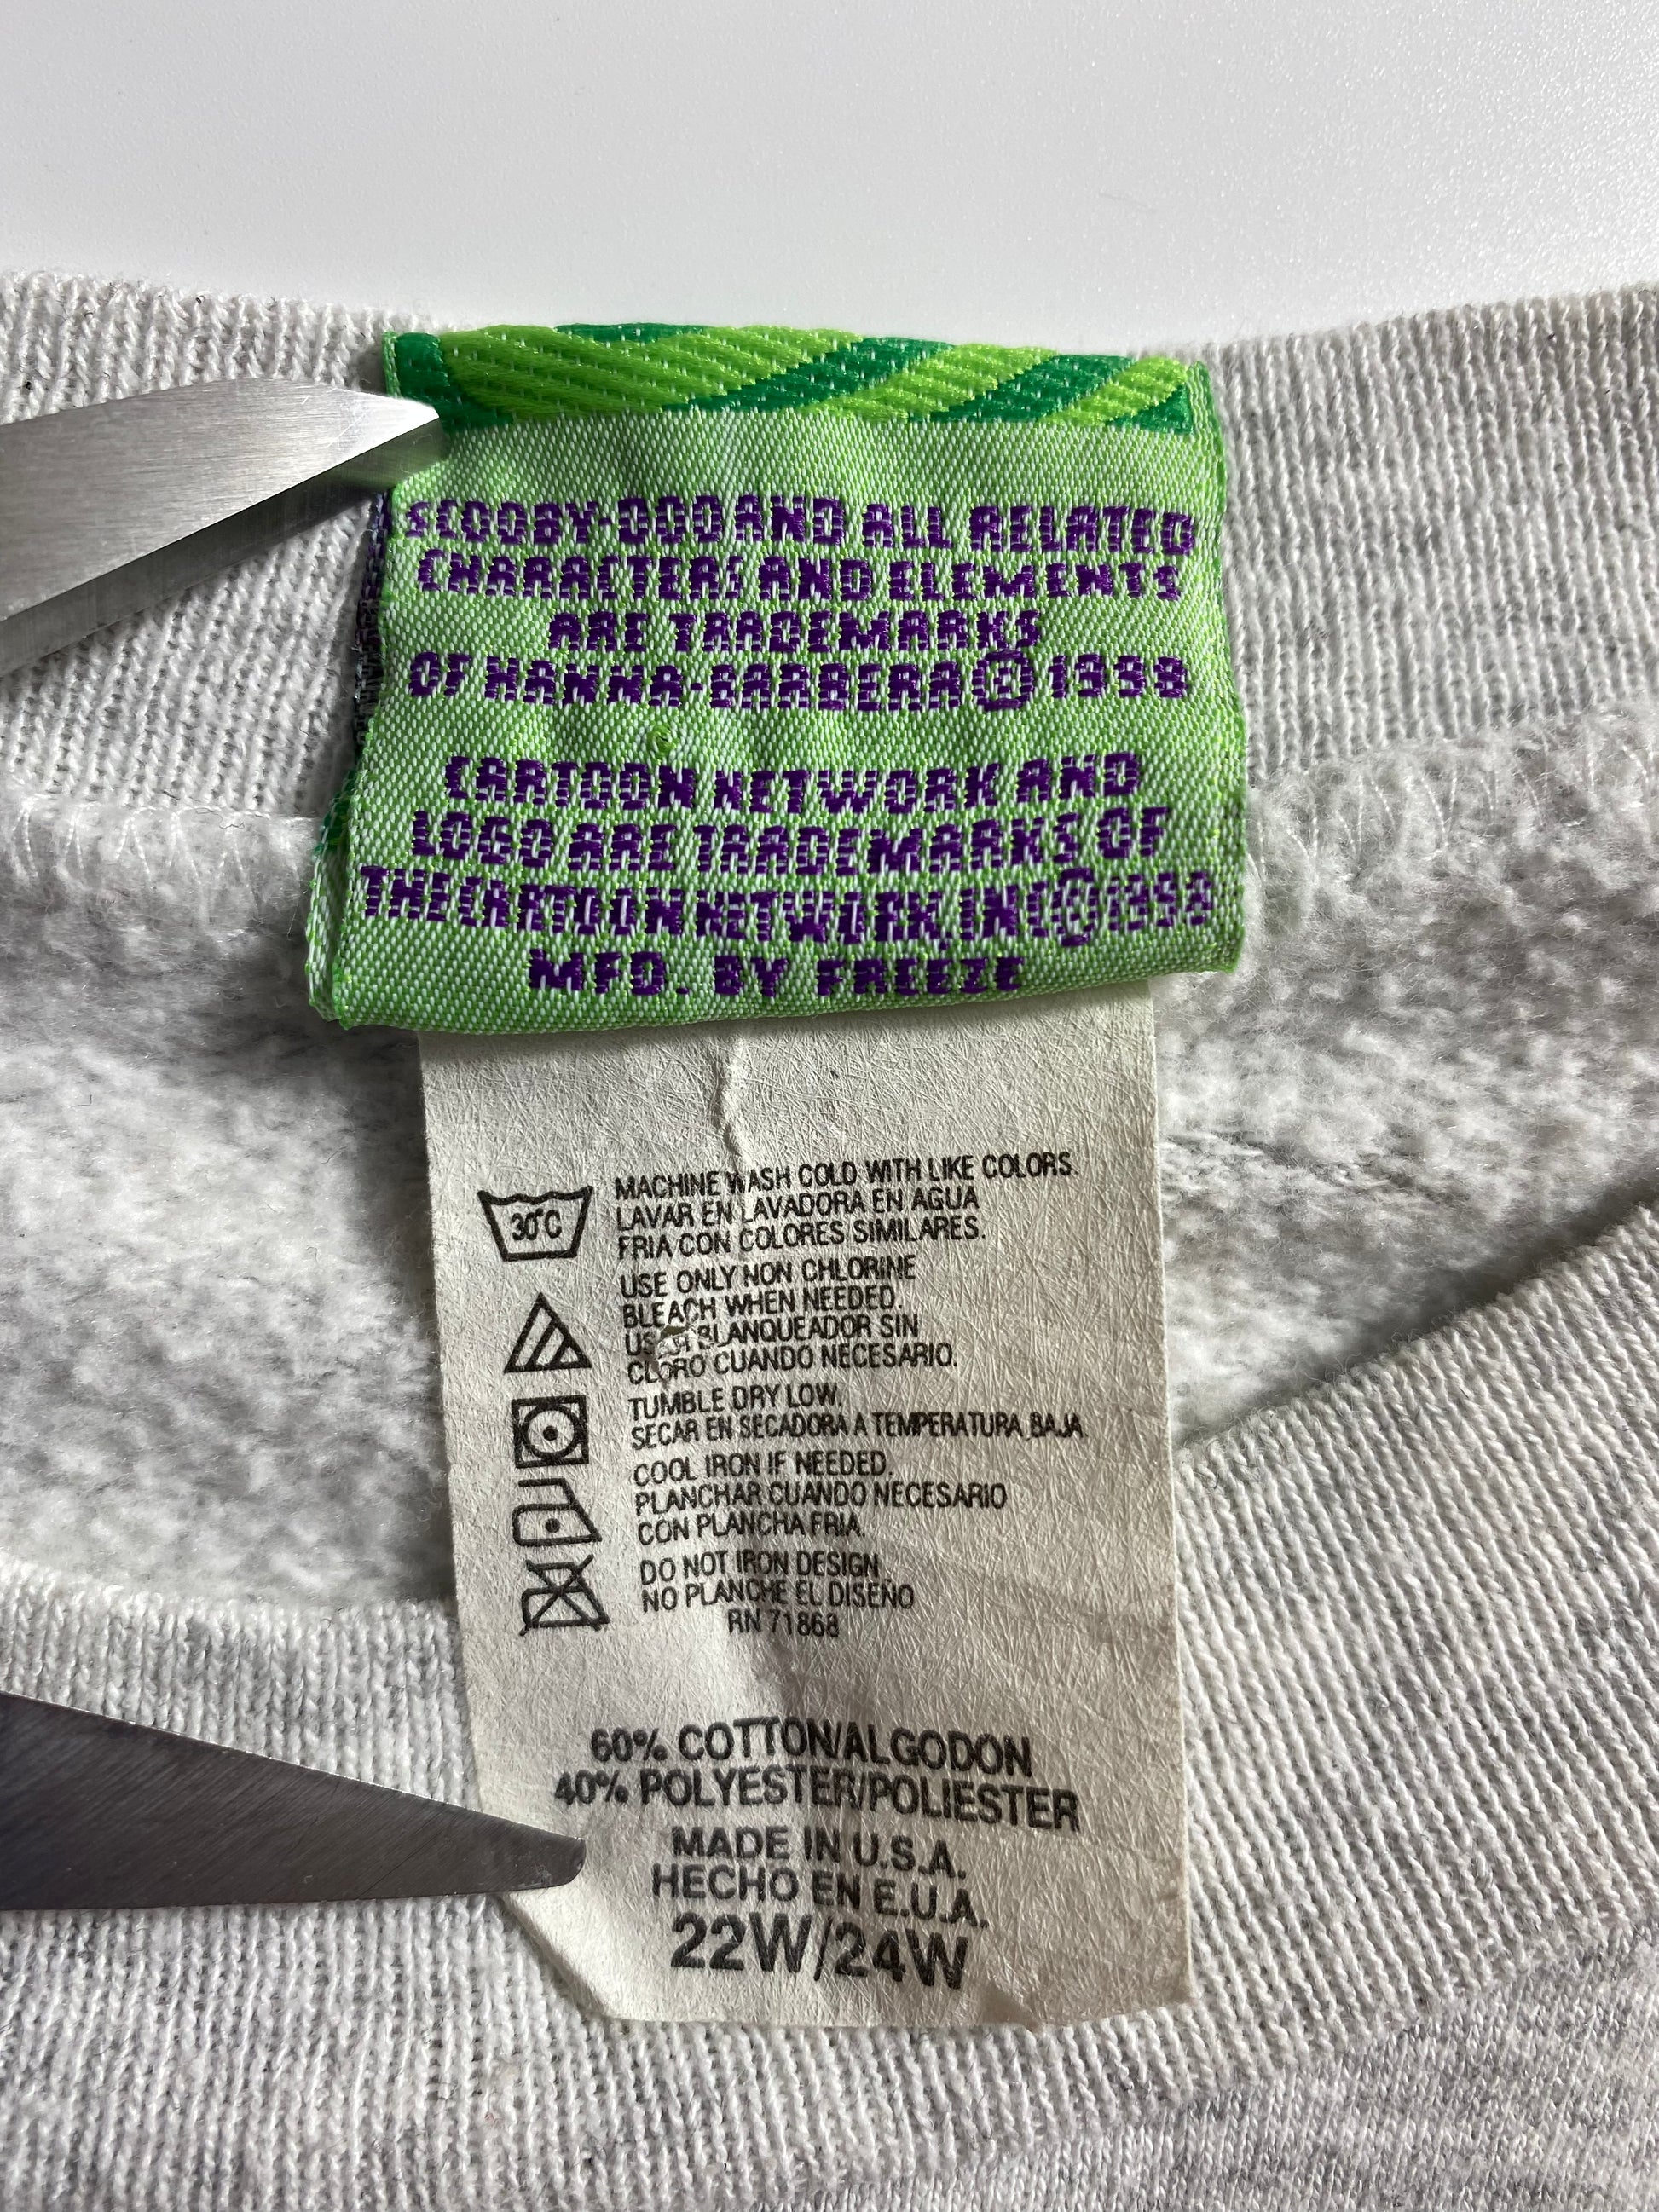 SCOOBY-DOO AND ALL RELATED
CHARACTERS AND ELEMENTS
ARE TRADEMARKS
OF HANNA-BARBERA © 1998
CARTOON NETWORK AND
LOGO ARE TRADEMARKS OF
THE CARTOON NETWORK, INC © 1998
MFD. BY FREEZE
30°C
MACHINE WASH COLD WITH LIKE COLORS.
LAVAR EN LAVADORA EN AGUA
FRIA CON COLORES SIMILARES.
USE ONLY NON CHLORINE
BLEACH WHEN NEEDED.
BLANQUEADOR SIN
CLORO CUANDO NECESARIO.
TUMBLE DRY LOW.
SECAR EN SECADORA A TEMPERATURA BAJA.
COOL IRON IF NEEDED.
PLANCHAR CUANDO NECESARIO
CON PLANCHA FRIA.
DO NOT IRON DESIGN
NO PLANCHE EL DISEÑO
RN 71868
60% COTTON/ALGODON
40% POLYESTER/POLIESTER
MADE IN U.S.A.
HECHO EN E.U.A.
22W/24W